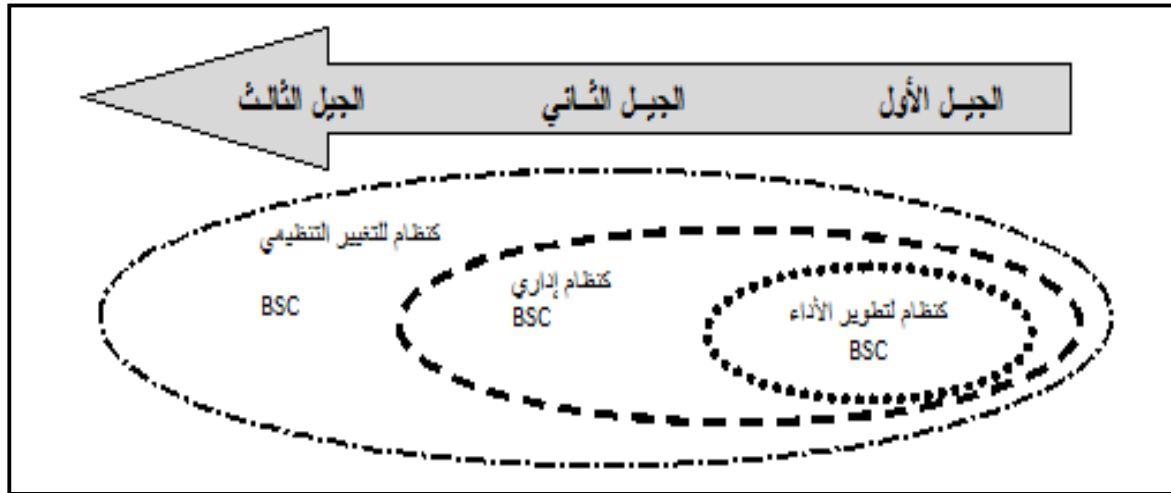 الجيل الأول
الجيل الثاني
الجيل الثالث
كنظام لتطوير الأداء
BSC
كنظام إداري
BSC
كنظام للتغيير التنظيمي
BSC